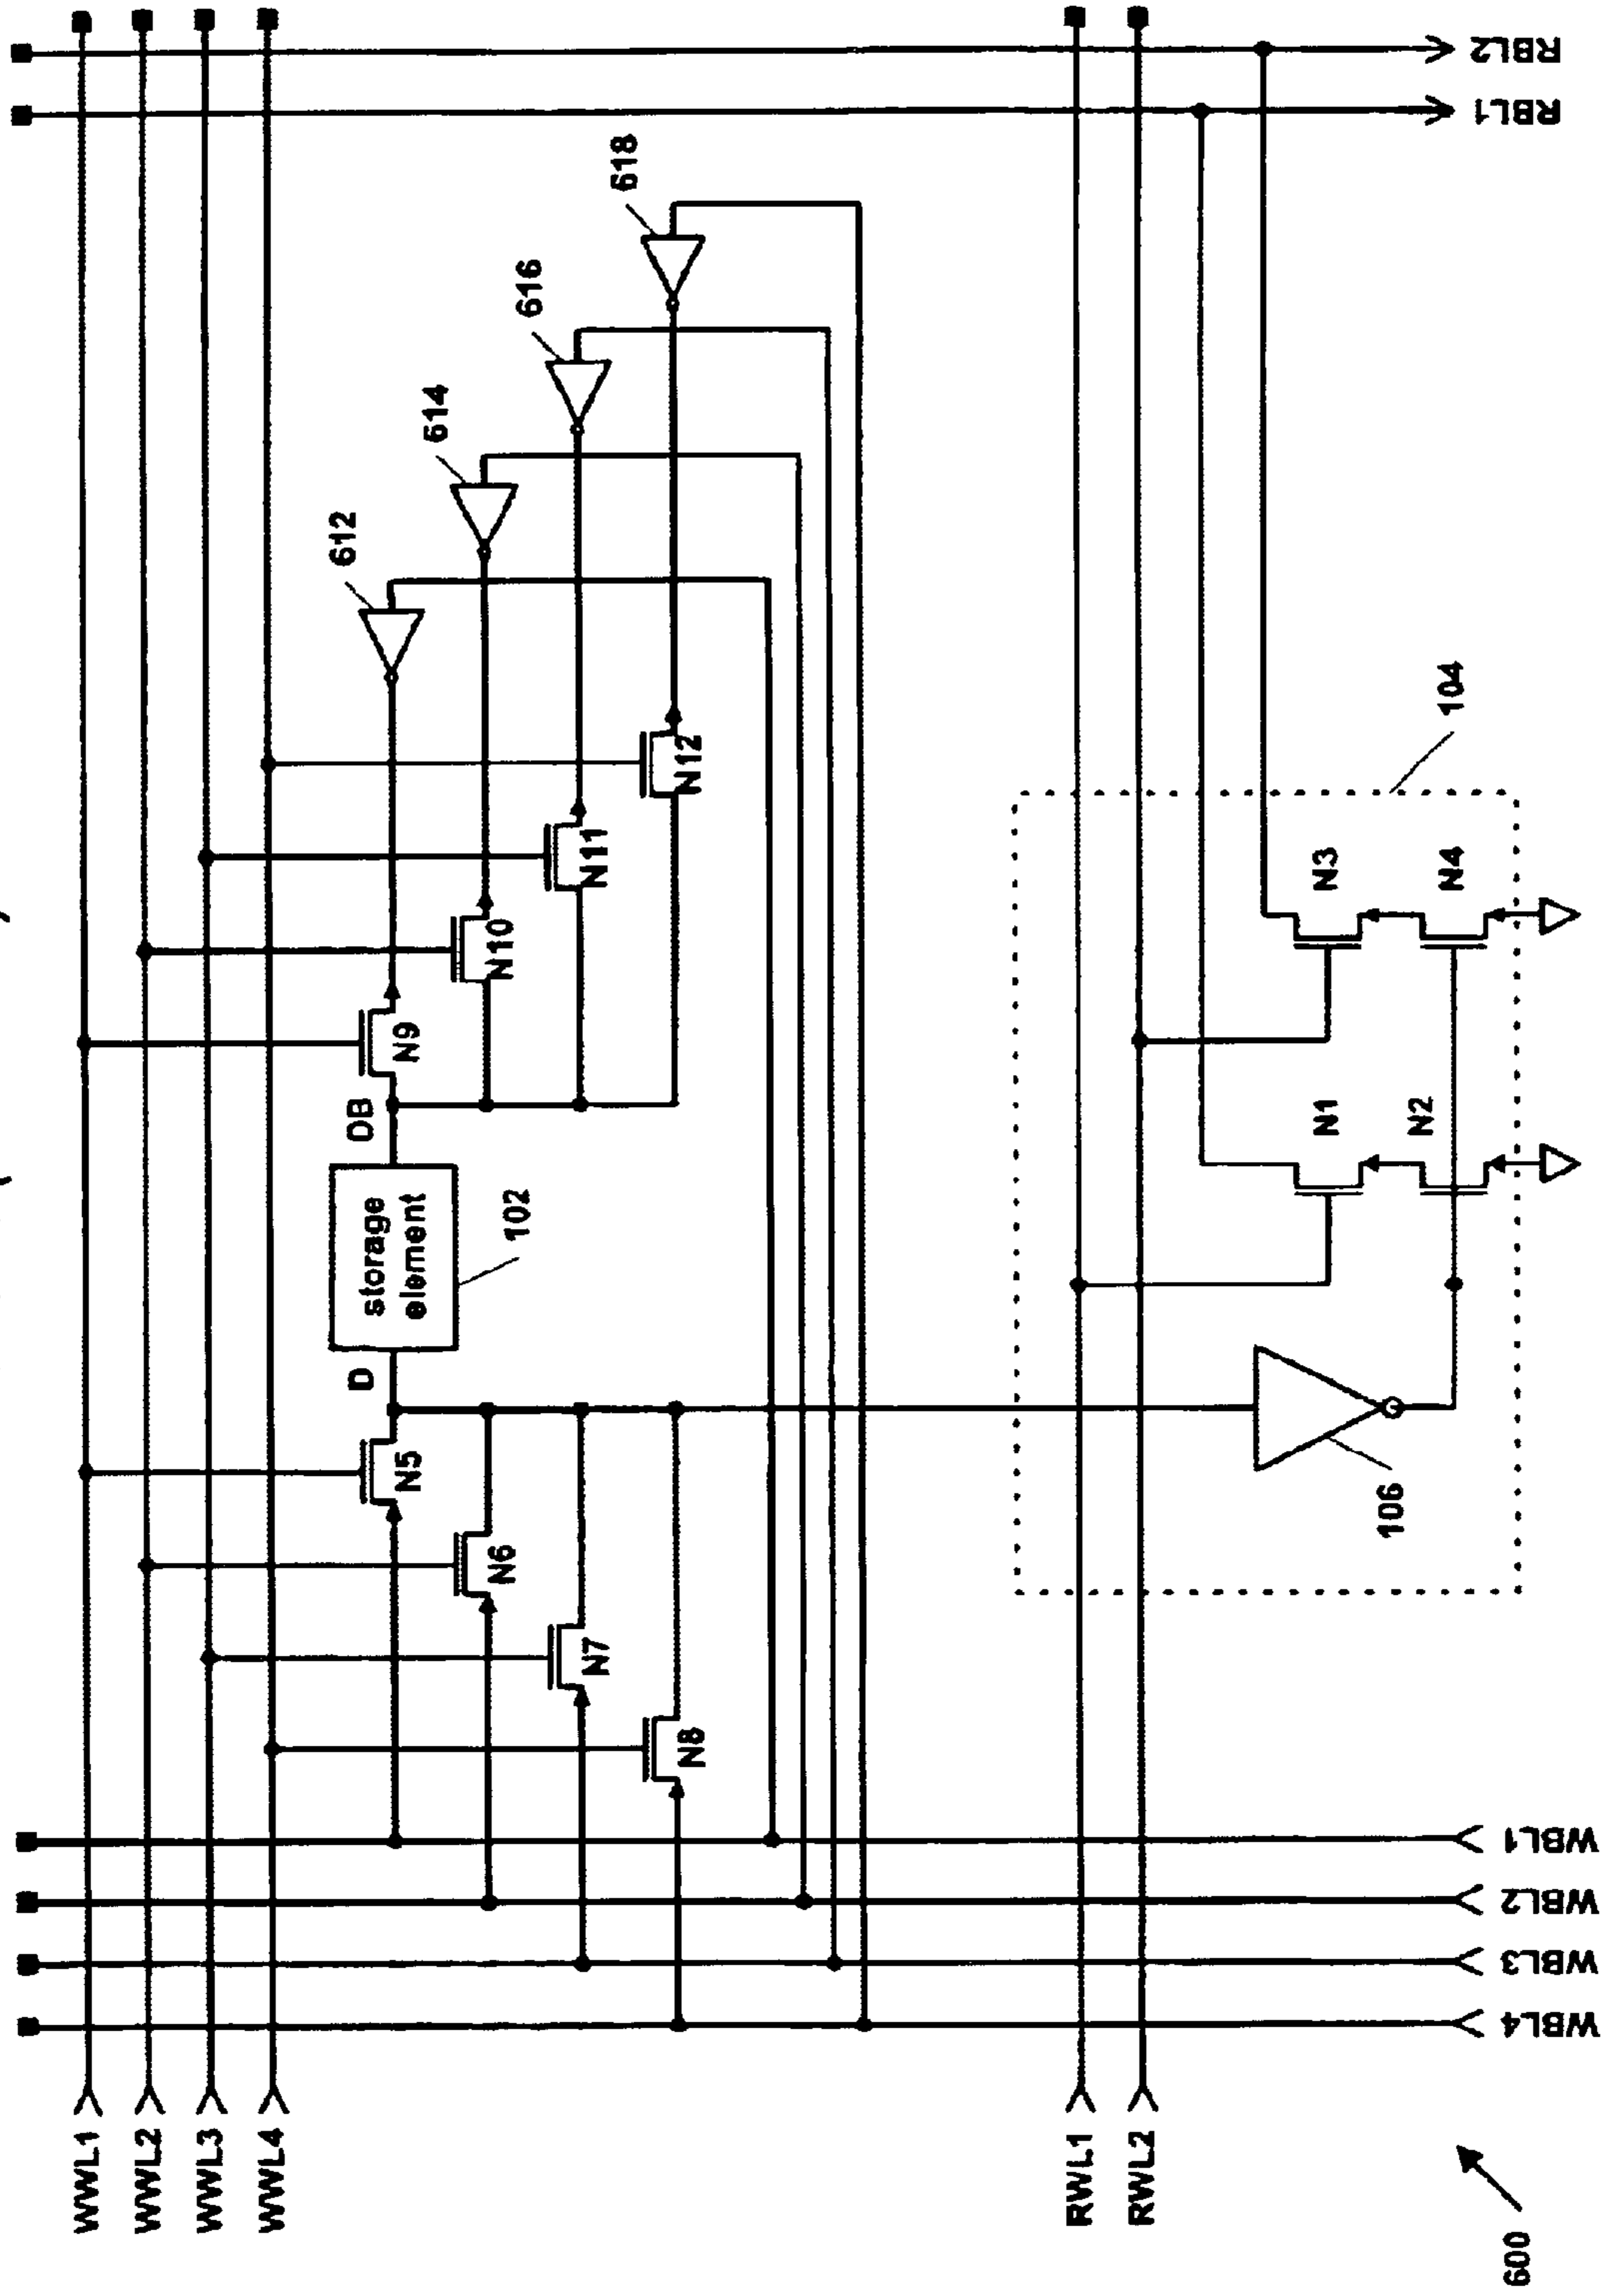 WWL1
WWL2
WWL3
WWL4
WBL4
WBL3
WBL2
WBL1
N5
N6
N7
N8
D
storage
element
102
DB
N9
N10
N11
N12
612
614
616
618
RWL1
RWL2
106
N1
N2
N3
N4
104
RBL1
RBL2
600